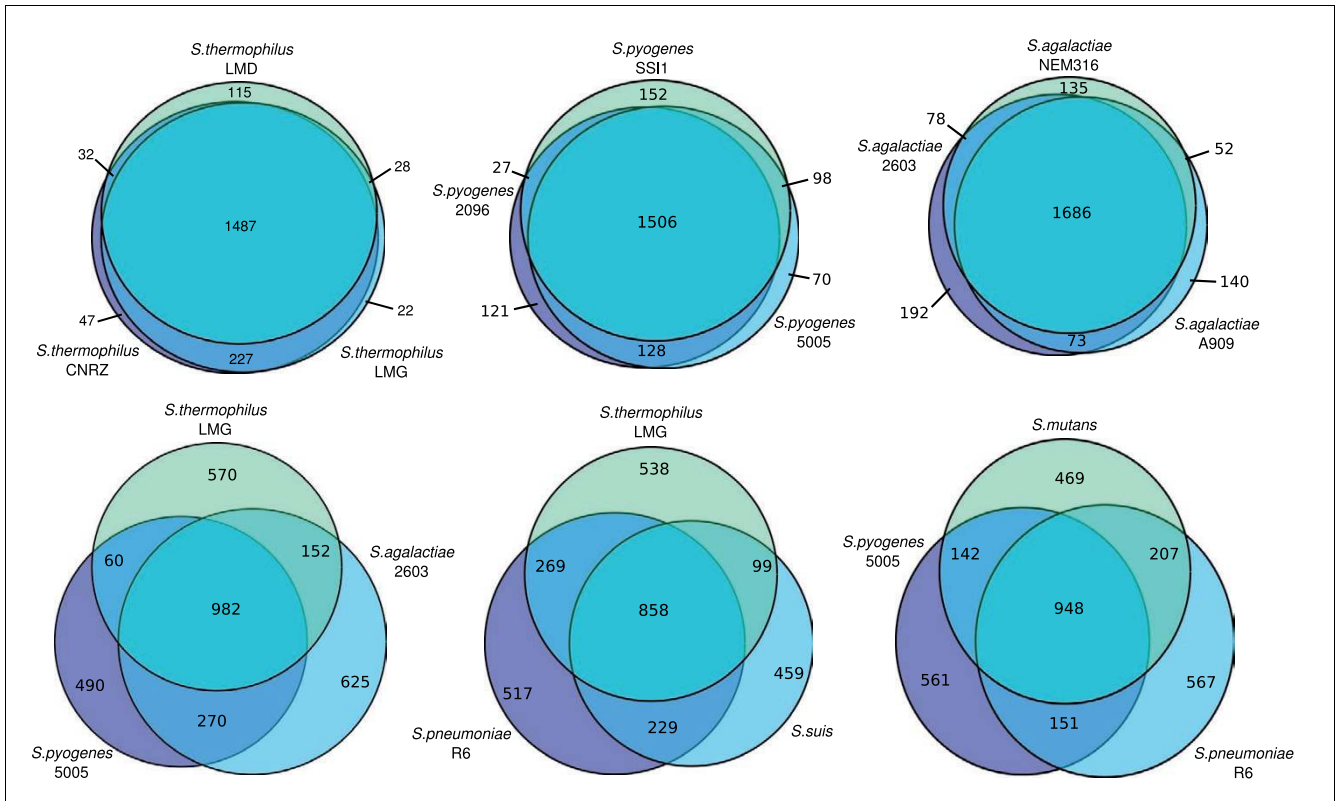 S.thermophilus
LMD
115
32
28
1487
47
22
S.thermophilus
CNRZ
227
S.thermophilus
LMG
S.pyogenes
SSI1
152
27
98
S.pyogenes
2096
1506
70
121
S.pyogenes
5005
128
S.agalactiae
NEM316
135
78
52
S.agalactiae
2603
1686
140
192
S.agalactiae
A909
73
S.thermophilus
LMG
570
60
152
S.agalactiae
2603
982
490
625
270
S.pyogenes
5005
S.thermophilus
LMG
538
269
99
858
517
459
229
S.pneumoniae
R6
S.suis
S.mutans
469
S.pyogenes
5005
142
207
948
561
567
151
S.pneumoniae
R6